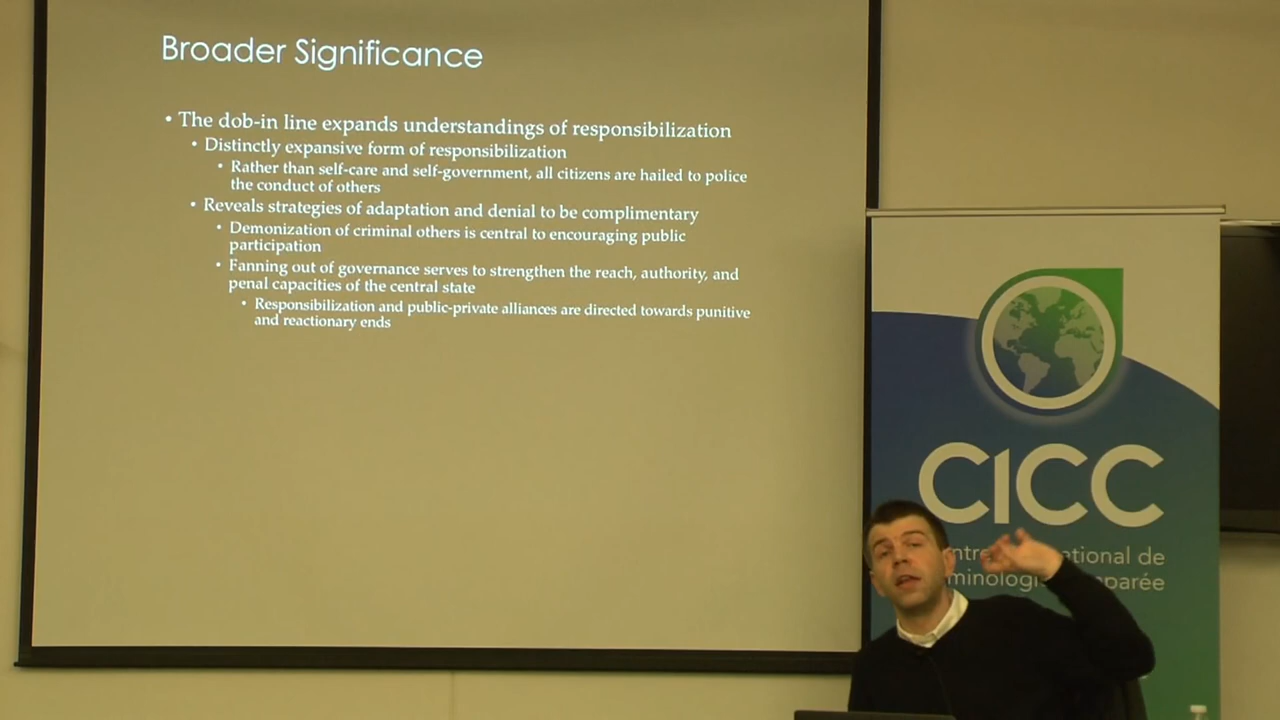 Broader Significance
• The dob-in line expands understandings of responsibilization
• Distinctly expansive form of responsibilization
• Rather than self-care and self-government, all citizens are hailed to police
the conduct of others
• Reveals strategies of adaptation and denial to be complimentary
• Demonization of criminal others is central to encouraging public
participation
• Fanning out of governance serves to strengthen the reach, authority, and
penal capacities of the central state
• Responsibilization and public-private alliances are directed towards punitive
and reactionary ends
CICC
de